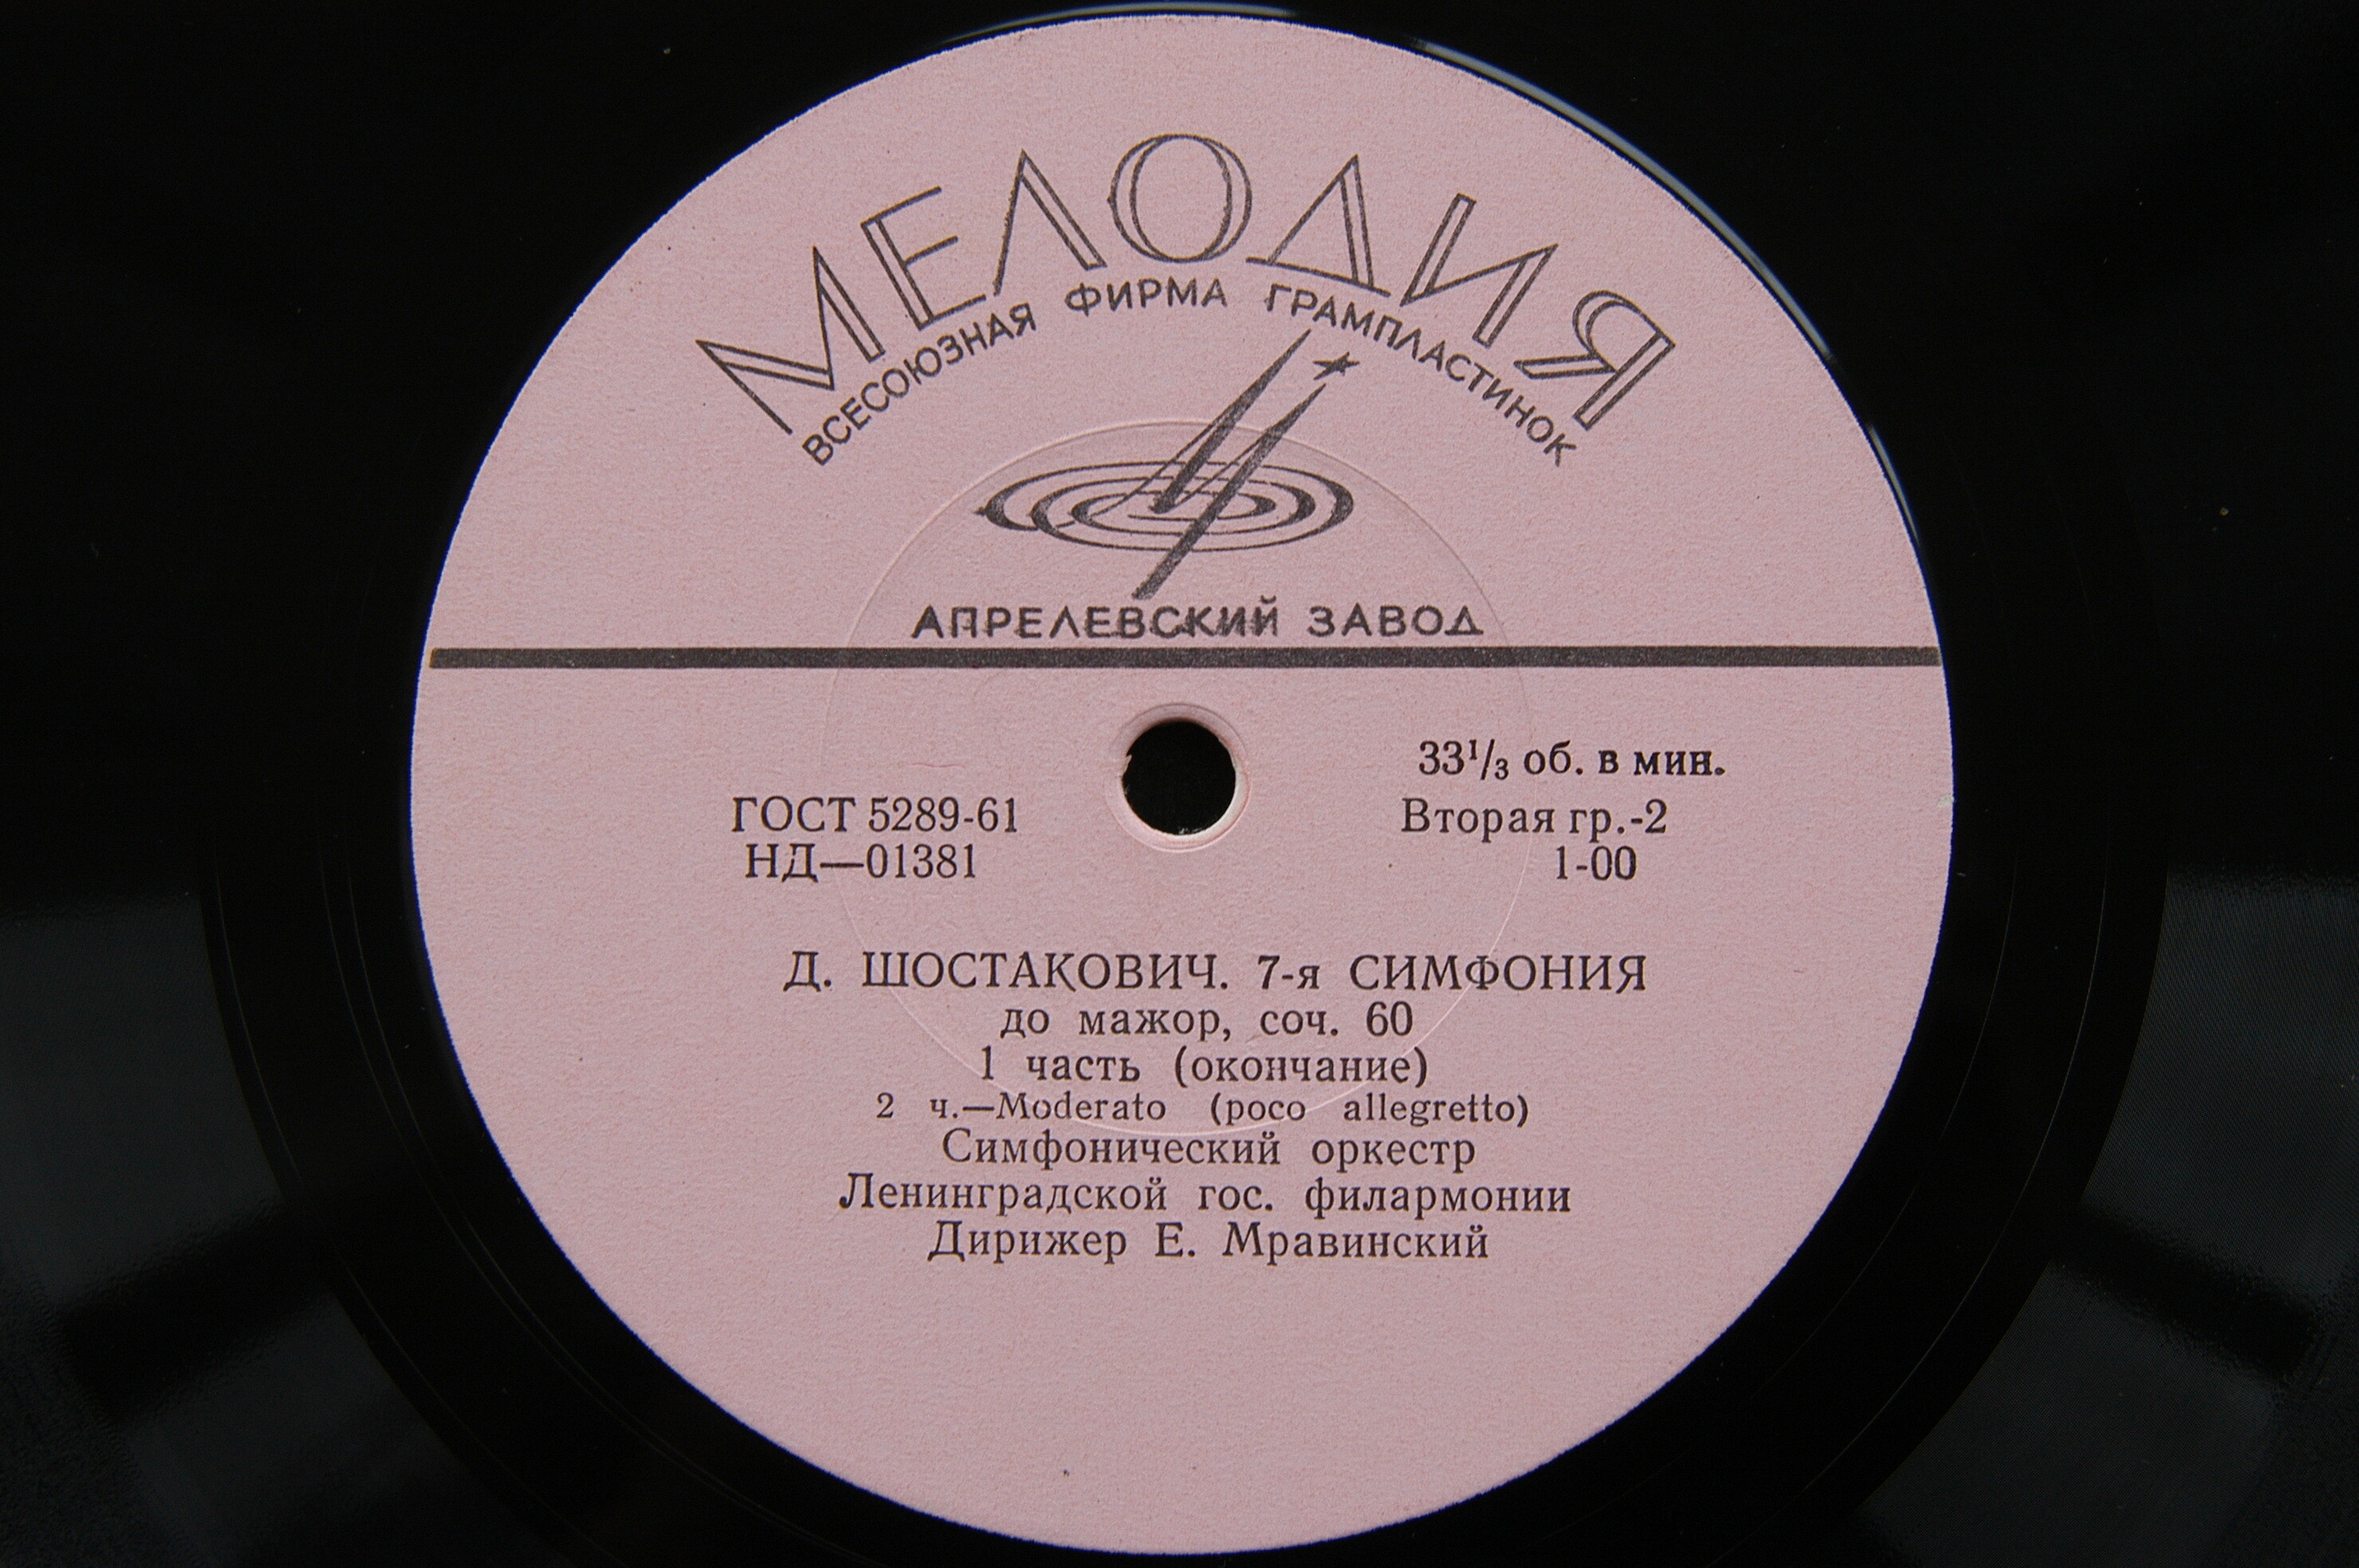 МЕЛОДИЯ
ВСЕСОЮЗНАЯ ФИРМА ГРАМПЛАСТИНОК
АПРЕЛЕВСКИЙ ЗАВОД
33¹/₃ об. в мин.
ГОСТ 5289-61 Вторая гр.-2
НД—01381 1-00
Д. ШОСТАКОВИЧ. 7-я СИМФОНИЯ
до мажор, соч. 60
1 часть (окончание)
2 ч.—Moderato (poco allegretto)
Симфонический оркестр
Ленинградской гос. филармонии
Дирижер Е. Мравинский